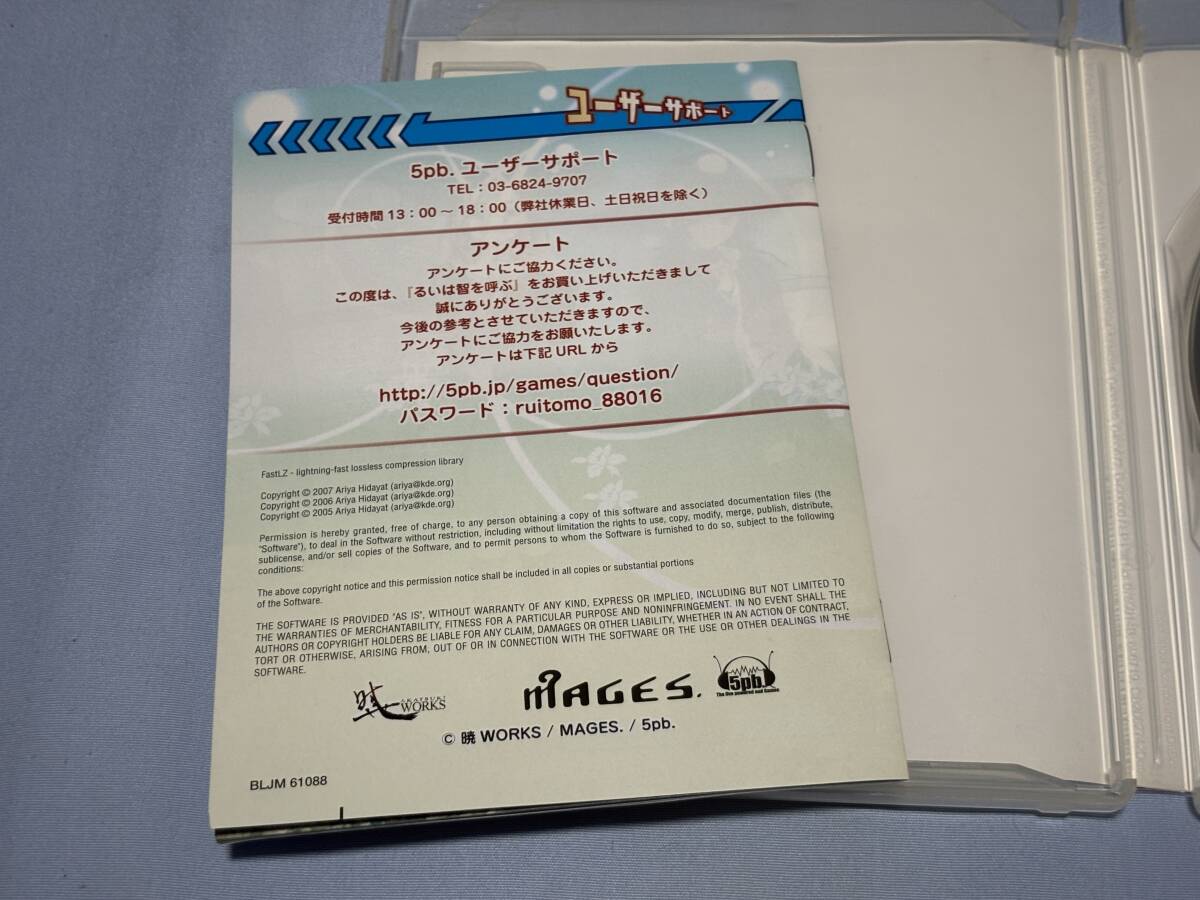 ユーザーサポート
5pb. ユーザーサポート
TEL：03-6824-9707
受付時間 13：00 ～ 18：00（弊社休業日、土日祝日を除く）
アンケート
アンケートにご協力ください。
この度は、『るいは智を呼ぶ』をお買い上げいただきまして
誠にありがとうございます。
今後の参考とさせていただきますので、
アンケートにご協力をお願いいたします。
アンケートは下記 URL から
http://5pb.jp/games/question/
パスワード：ruitomo_88016
FastLZ - lightning-fast lossless compression library
Copyright © 2007 Ariya Hidayat (ariya@kde.org)
Copyright © 2006 Ariya Hidayat (ariya@kde.org)
Copyright © 2005 Ariya Hidayat (ariya@kde.org)
Permission is hereby granted, free of charge, to any person obtaining a copy of this software and associated documentation files (the
"Software"), to deal in the Software without restriction, including without limitation the rights to use, copy, modify, merge, publish, distribute,
sublicense, and/or sell copies of the Software, and to permit persons to whom the Software is furnished to do so, subject to the following
conditions:
The above copyright notice and this permission notice shall be included in all copies or substantial portions
of the Software.
THE SOFTWARE IS PROVIDED "AS IS", WITHOUT WARRANTY OF ANY KIND, EXPRESS OR IMPLIED, INCLUDING BUT NOT LIMITED TO
THE WARRANTIES OF MERCHANTABILITY, FITNESS FOR A PARTICULAR PURPOSE AND NONINFRINGEMENT. IN NO EVENT SHALL THE
AUTHORS OR COPYRIGHT HOLDERS BE LIABLE FOR ANY CLAIM, DAMAGES OR OTHER LIABILITY, WHETHER IN AN ACTION OF CONTRACT,
TORT OR OTHERWISE, ARISING FROM, OUT OF OR IN CONNECTION WITH THE SOFTWARE OR THE USE OR OTHER DEALINGS IN THE
SOFTWARE.
暁 AKATSUKI WORKS
MAGES.
5pb.
The 5pb powered and Games
© 暁 WORKS / MAGES. / 5pb.
BLJM 61088